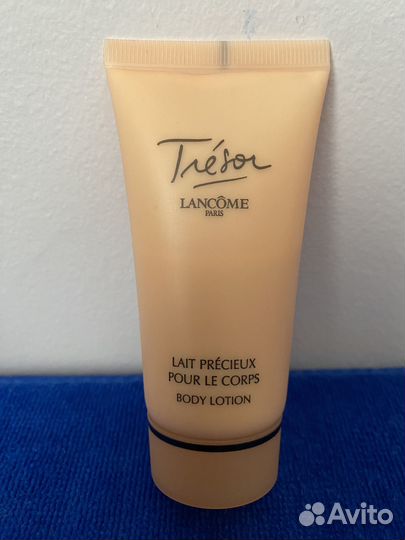 Trésor
LANCÔME
PARIS
LAIT PRÉCIEUX
POUR LE CORPS
BODY LOTION
Avito